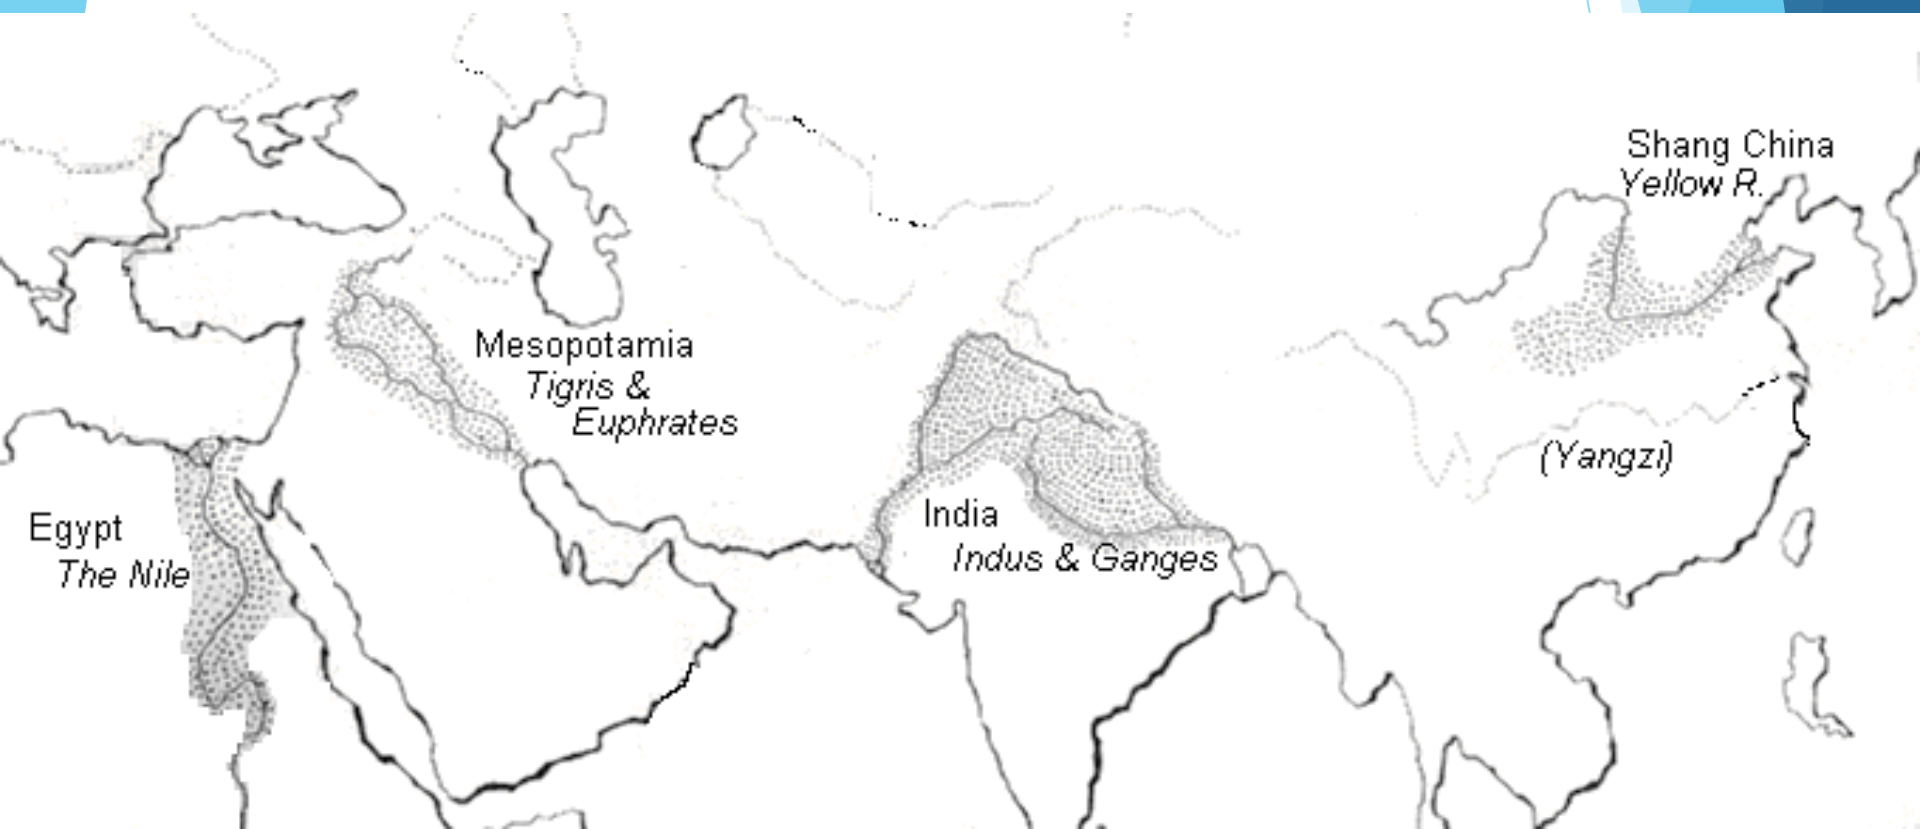 Shang China
Yellow R.
Mesopotamia
Tigris &
Euphrates
(Yangzi)
India
Indus & Ganges
Egypt
The Nile